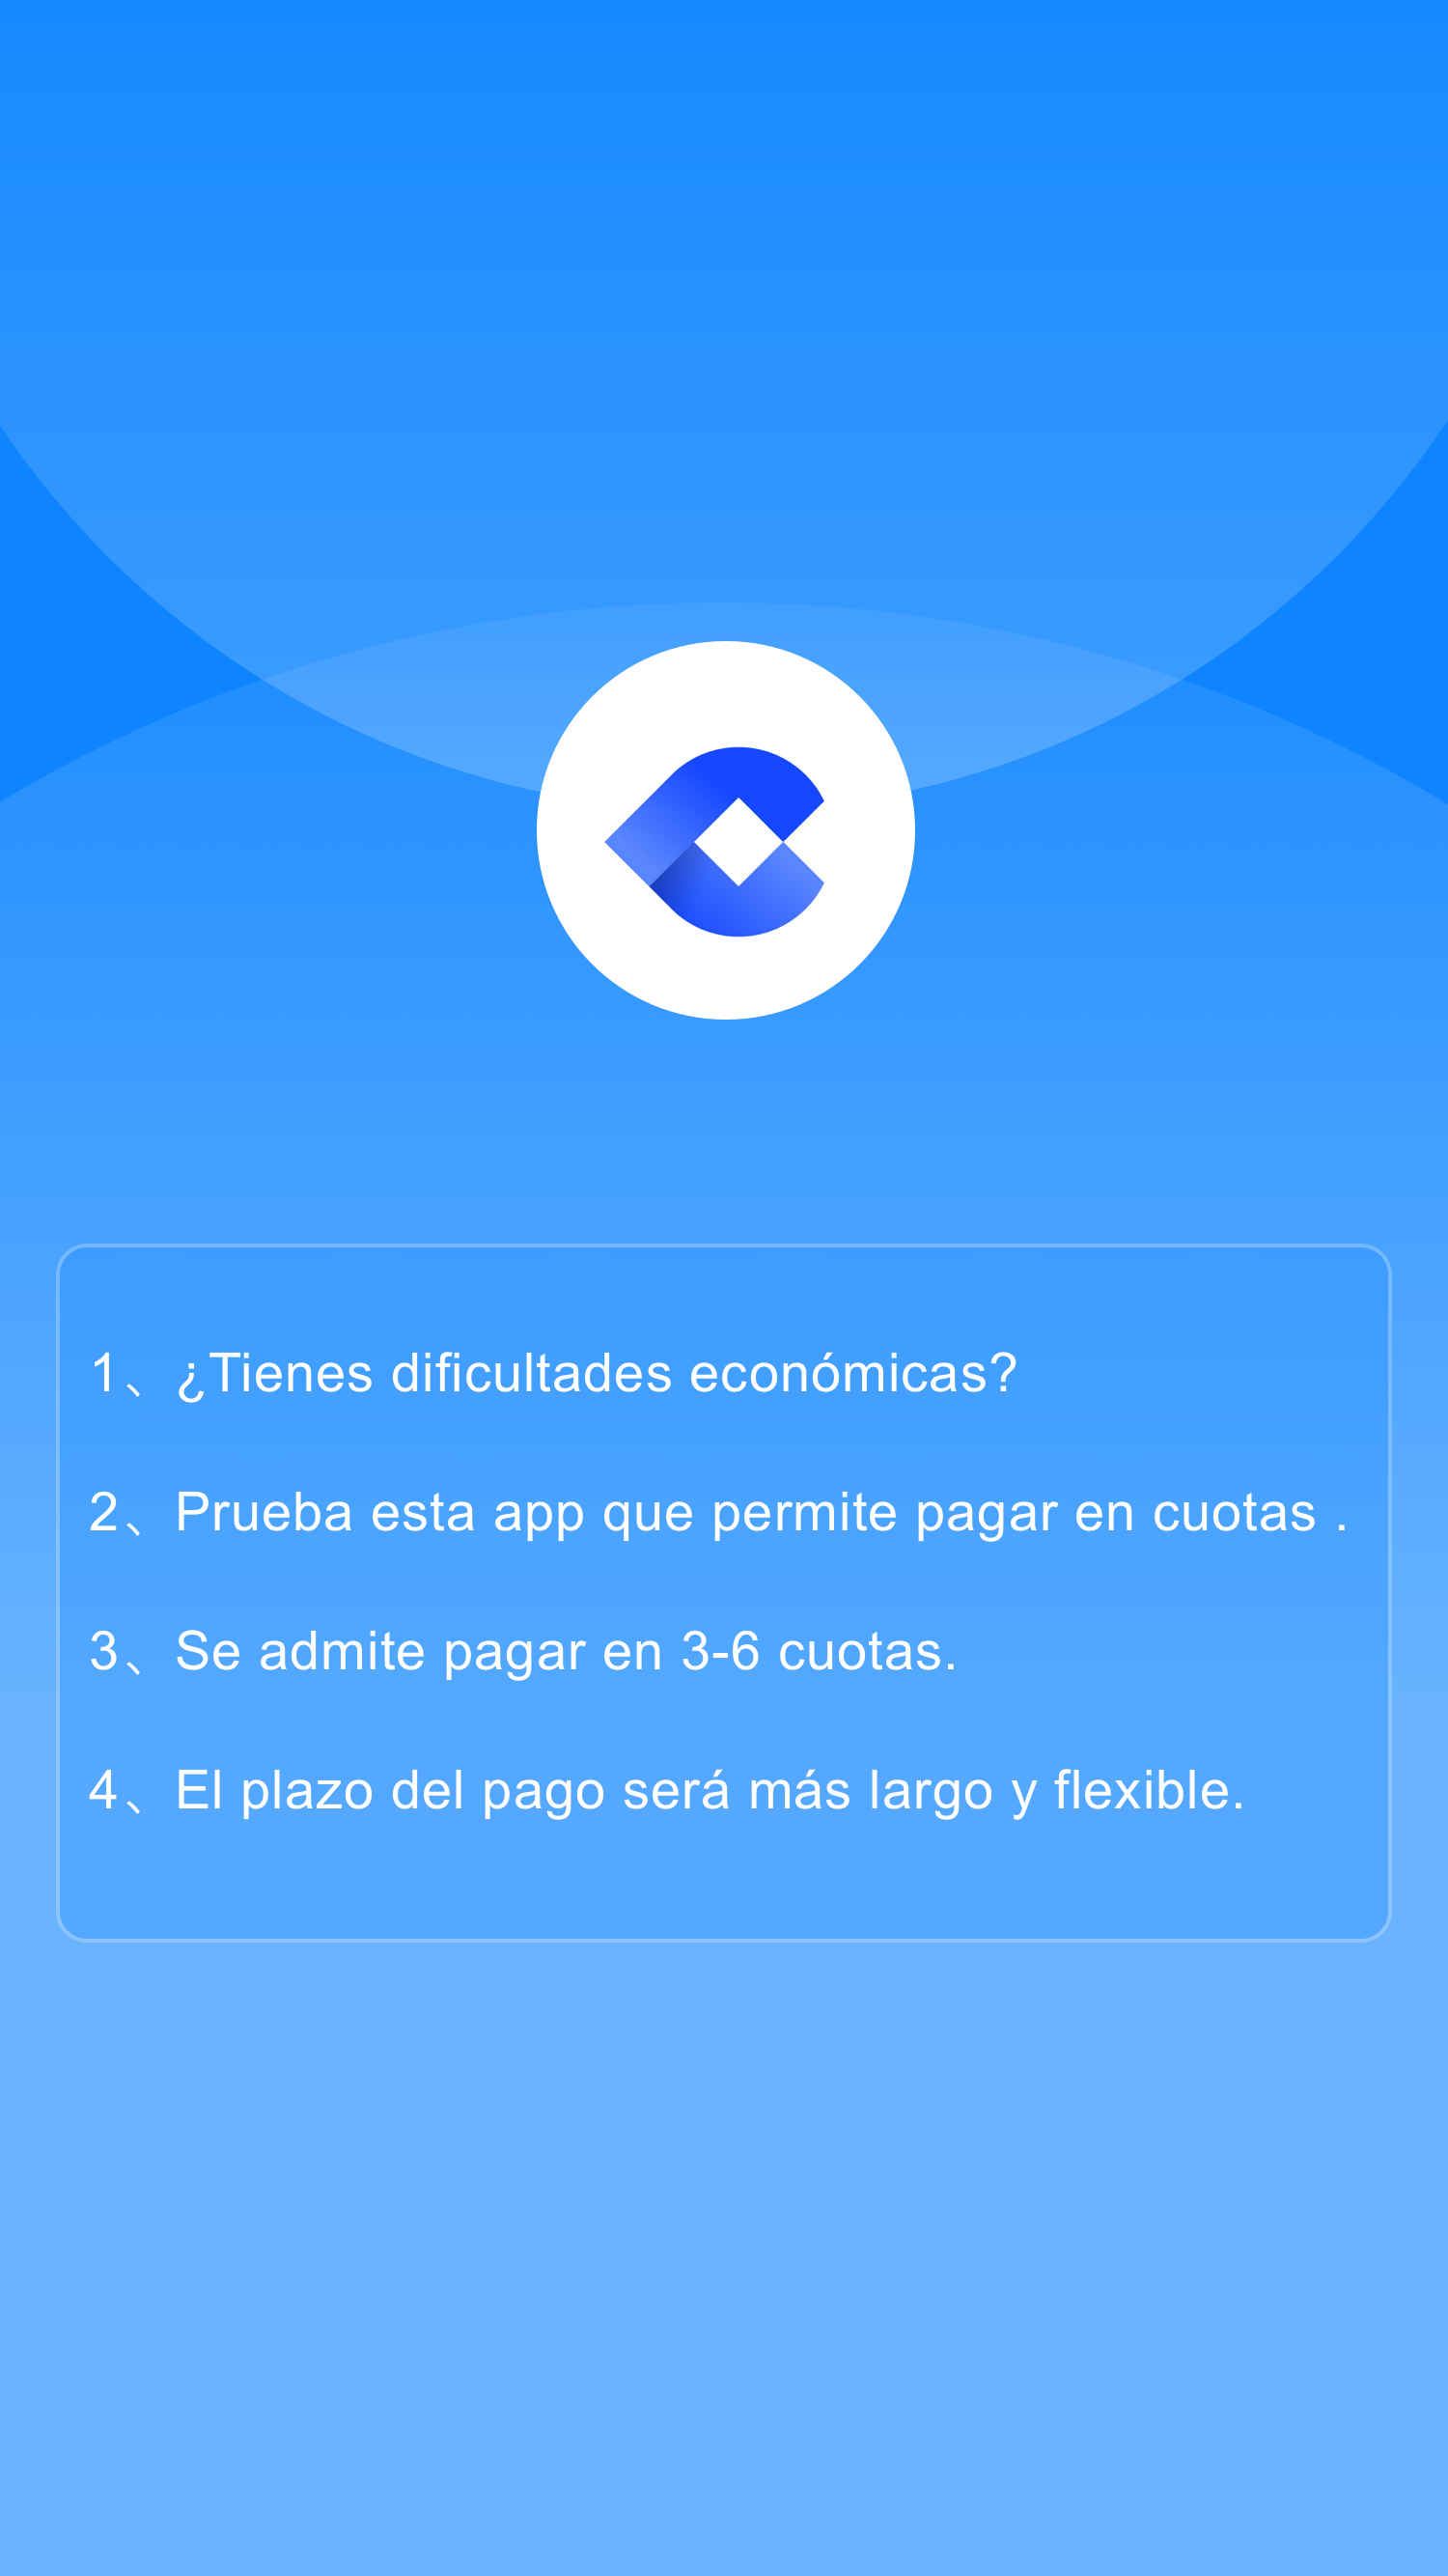 1、¿Tienes dificultades económicas?
2、Prueba esta app que permite pagar en cuotas .
3、Se admite pagar en 3-6 cuotas.
4、El plazo del pago será más largo y flexible.